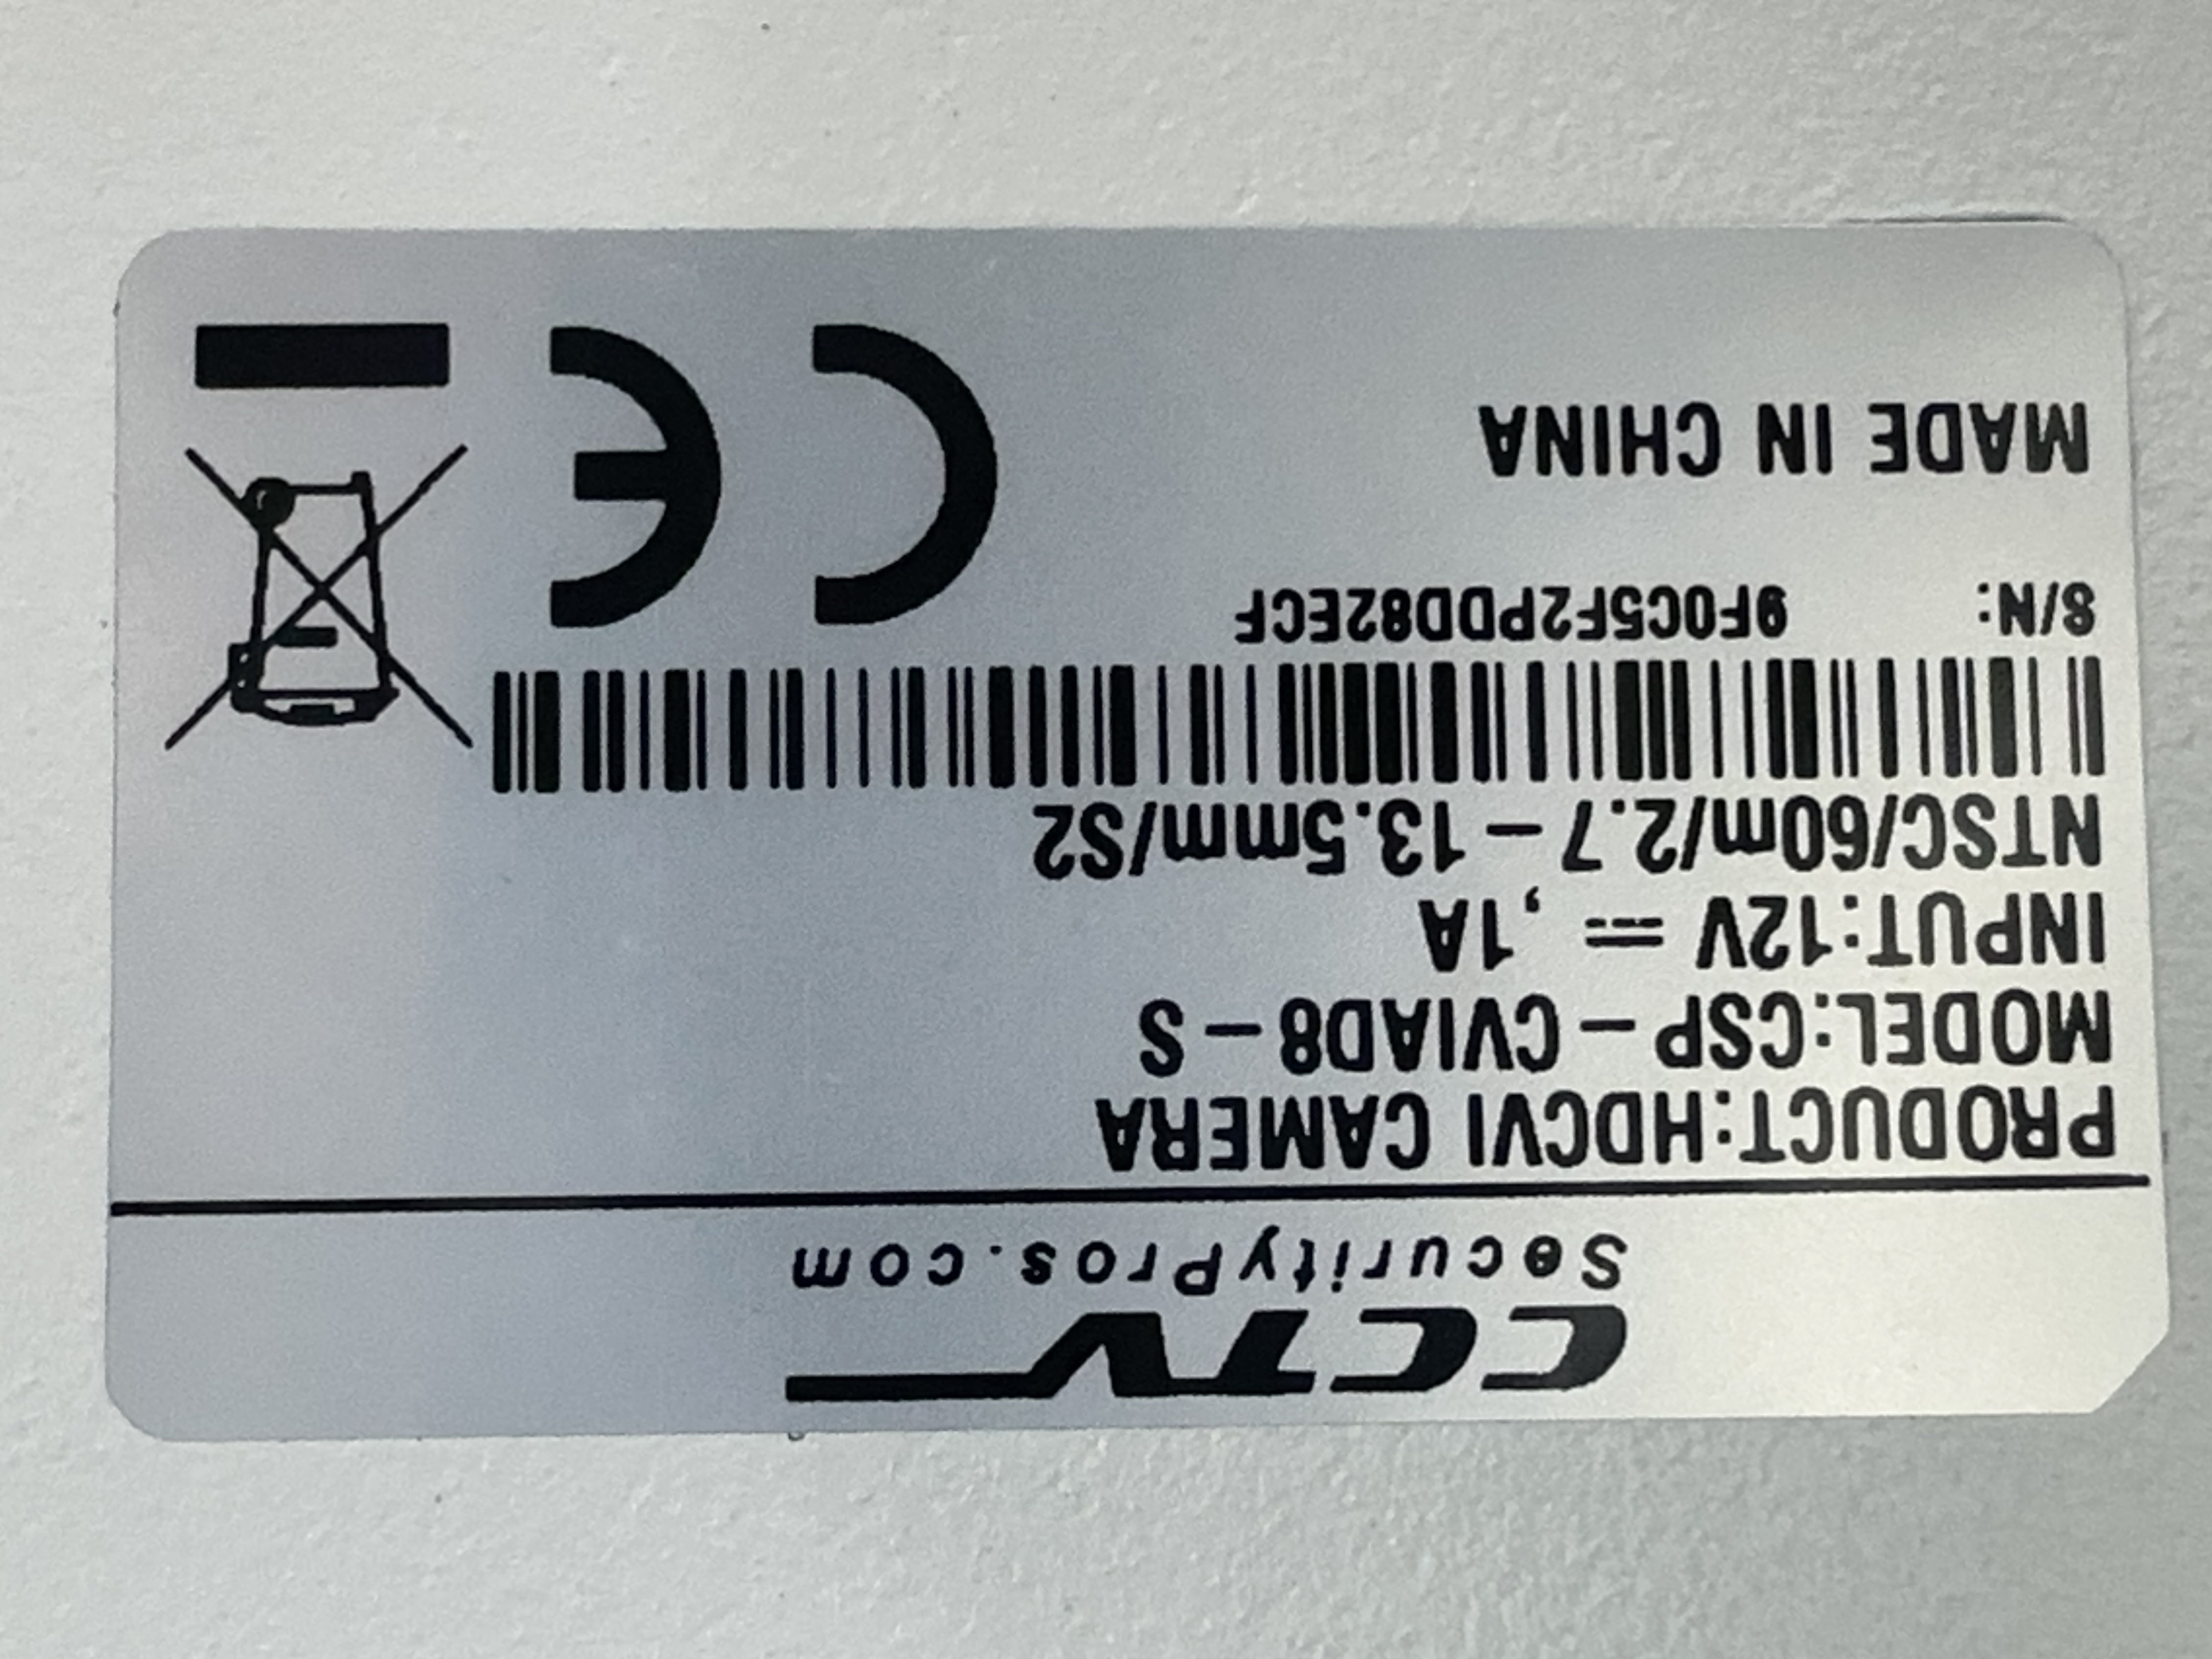 CCTV
SecurityPros.com
PRODUCT:HDCVI CAMERA
MODEL:CSP-CVIAD8-S
INPUT:12V ⎓ ,1A
NTSC/60m/2.7-13.5mm/S2
S/N: 9F0C5F2PDD82ECF
MADE IN CHINA
CE